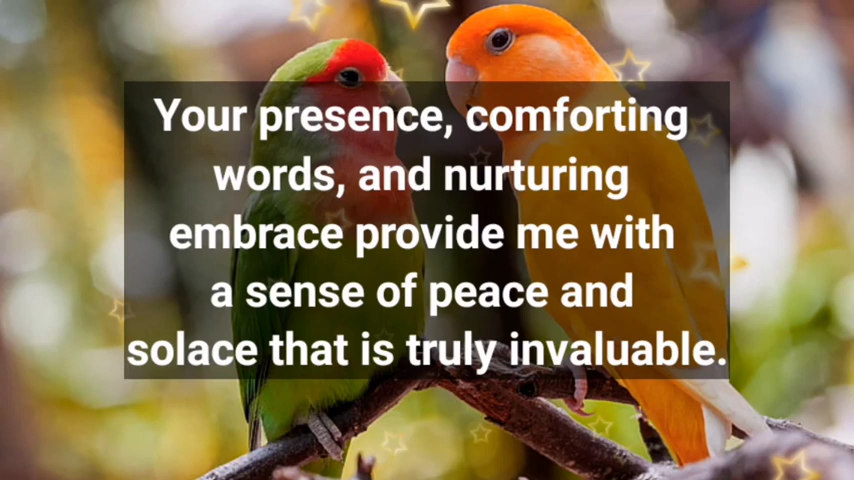 Your presence, comforting
words, and nurturing
embrace provide me with
a sense of peace and
solace that is truly invaluable.